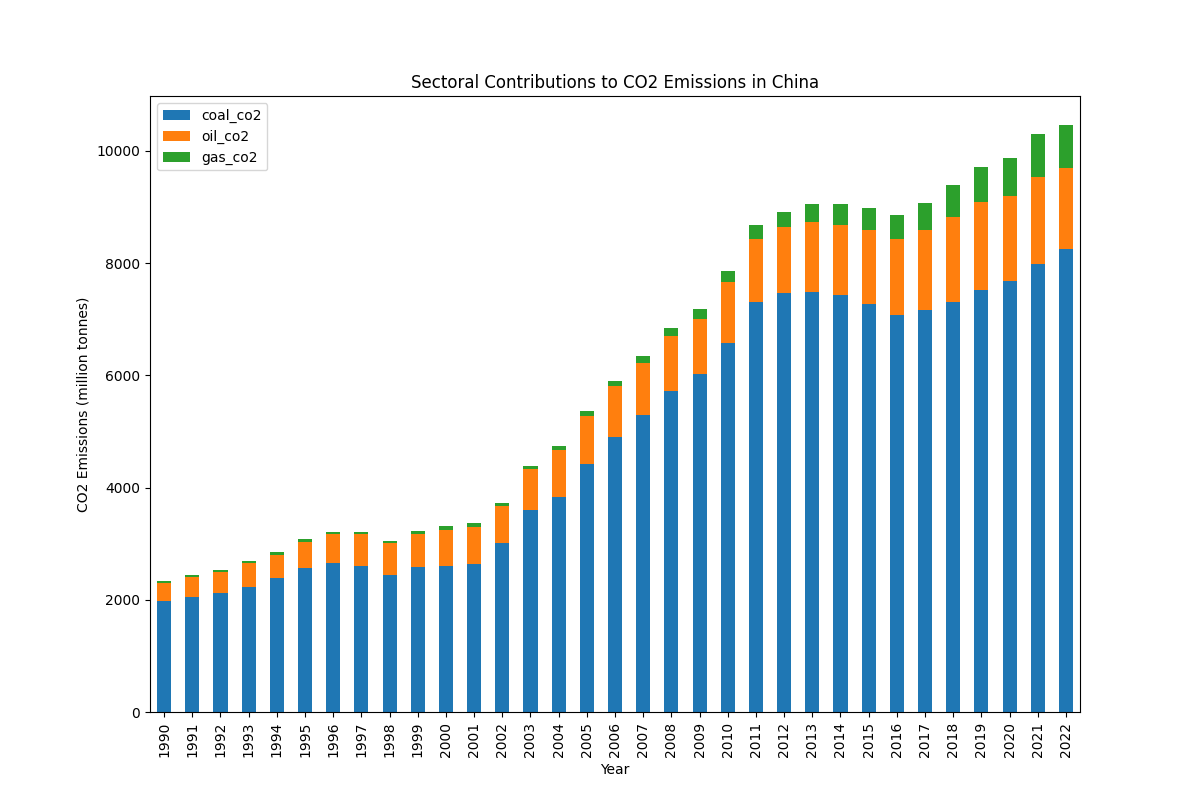 Sectoral Contributions to CO2 Emissions in China
coal_co2
oil_co2
gas_co2
CO2 Emissions (million tonnes)
10000
8000
6000
4000
2000
0
1990 1991 1992 1993 1994 1995 1996 1997 1998 1999 2000 2001 2002 2003 2004 2005 2006 2007 2008 2009 2010 2011 2012 2013 2014 2015 2016 2017 2018 2019 2020 2021 2022
Year